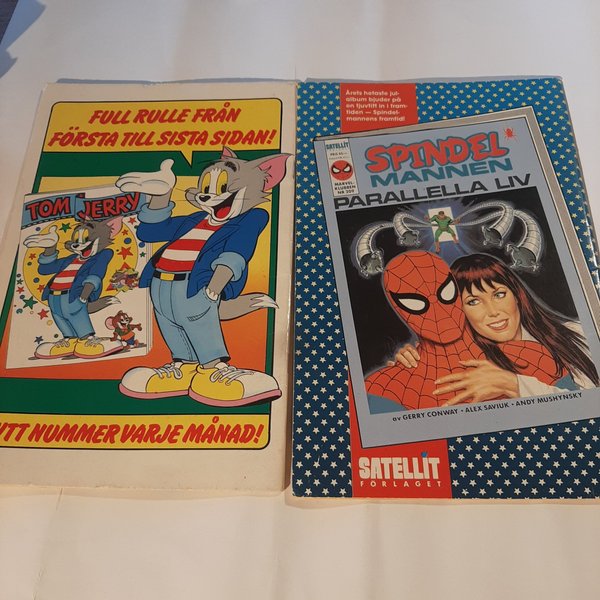 FULL RULLE FRÅN
FÖRSTA TILL SISTA SIDAN!
TOM JERRY
TT NUMMER VARJE MÅNAD!
Årets hetaste jul-
album bjuder på
en tjuvtitt in i fram-
tiden — Spindel-
mannens framtid!
SATELLIT
MARVEL
KLUBBEN
SPINDEL
MANNEN
PARALLELLA LIV
av GERRY CONWAY • ALEX SAVIUK • ANDY MUSHYNSKY
SATELLIT
FÖRLAGET